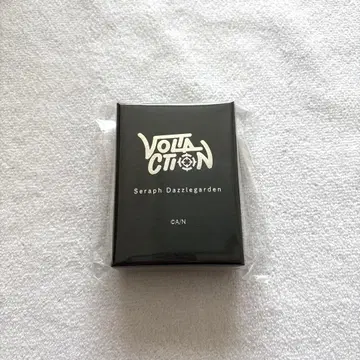 VOLTA
CTION
Seraph Dazzlegarden
©A/N